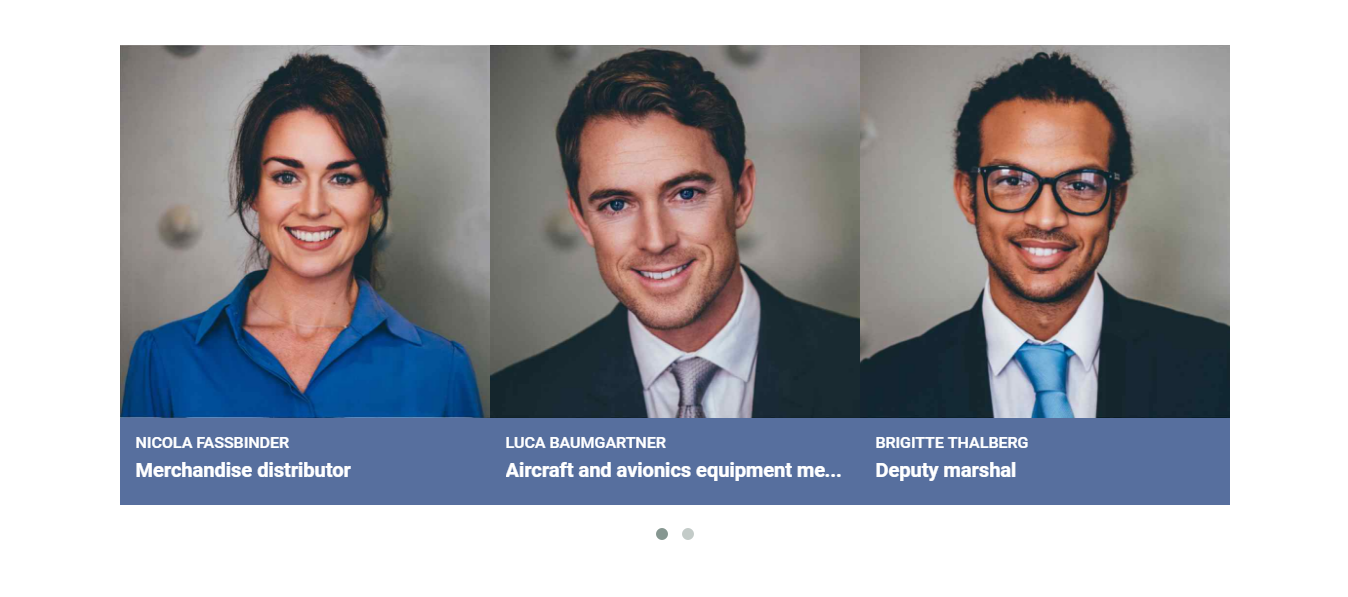 NICOLA FASSBINDER
Merchandise distributor
LUCA BAUMGARTNER
Aircraft and avionics equipment me...
BRIGITTE THALBERG
Deputy marshal